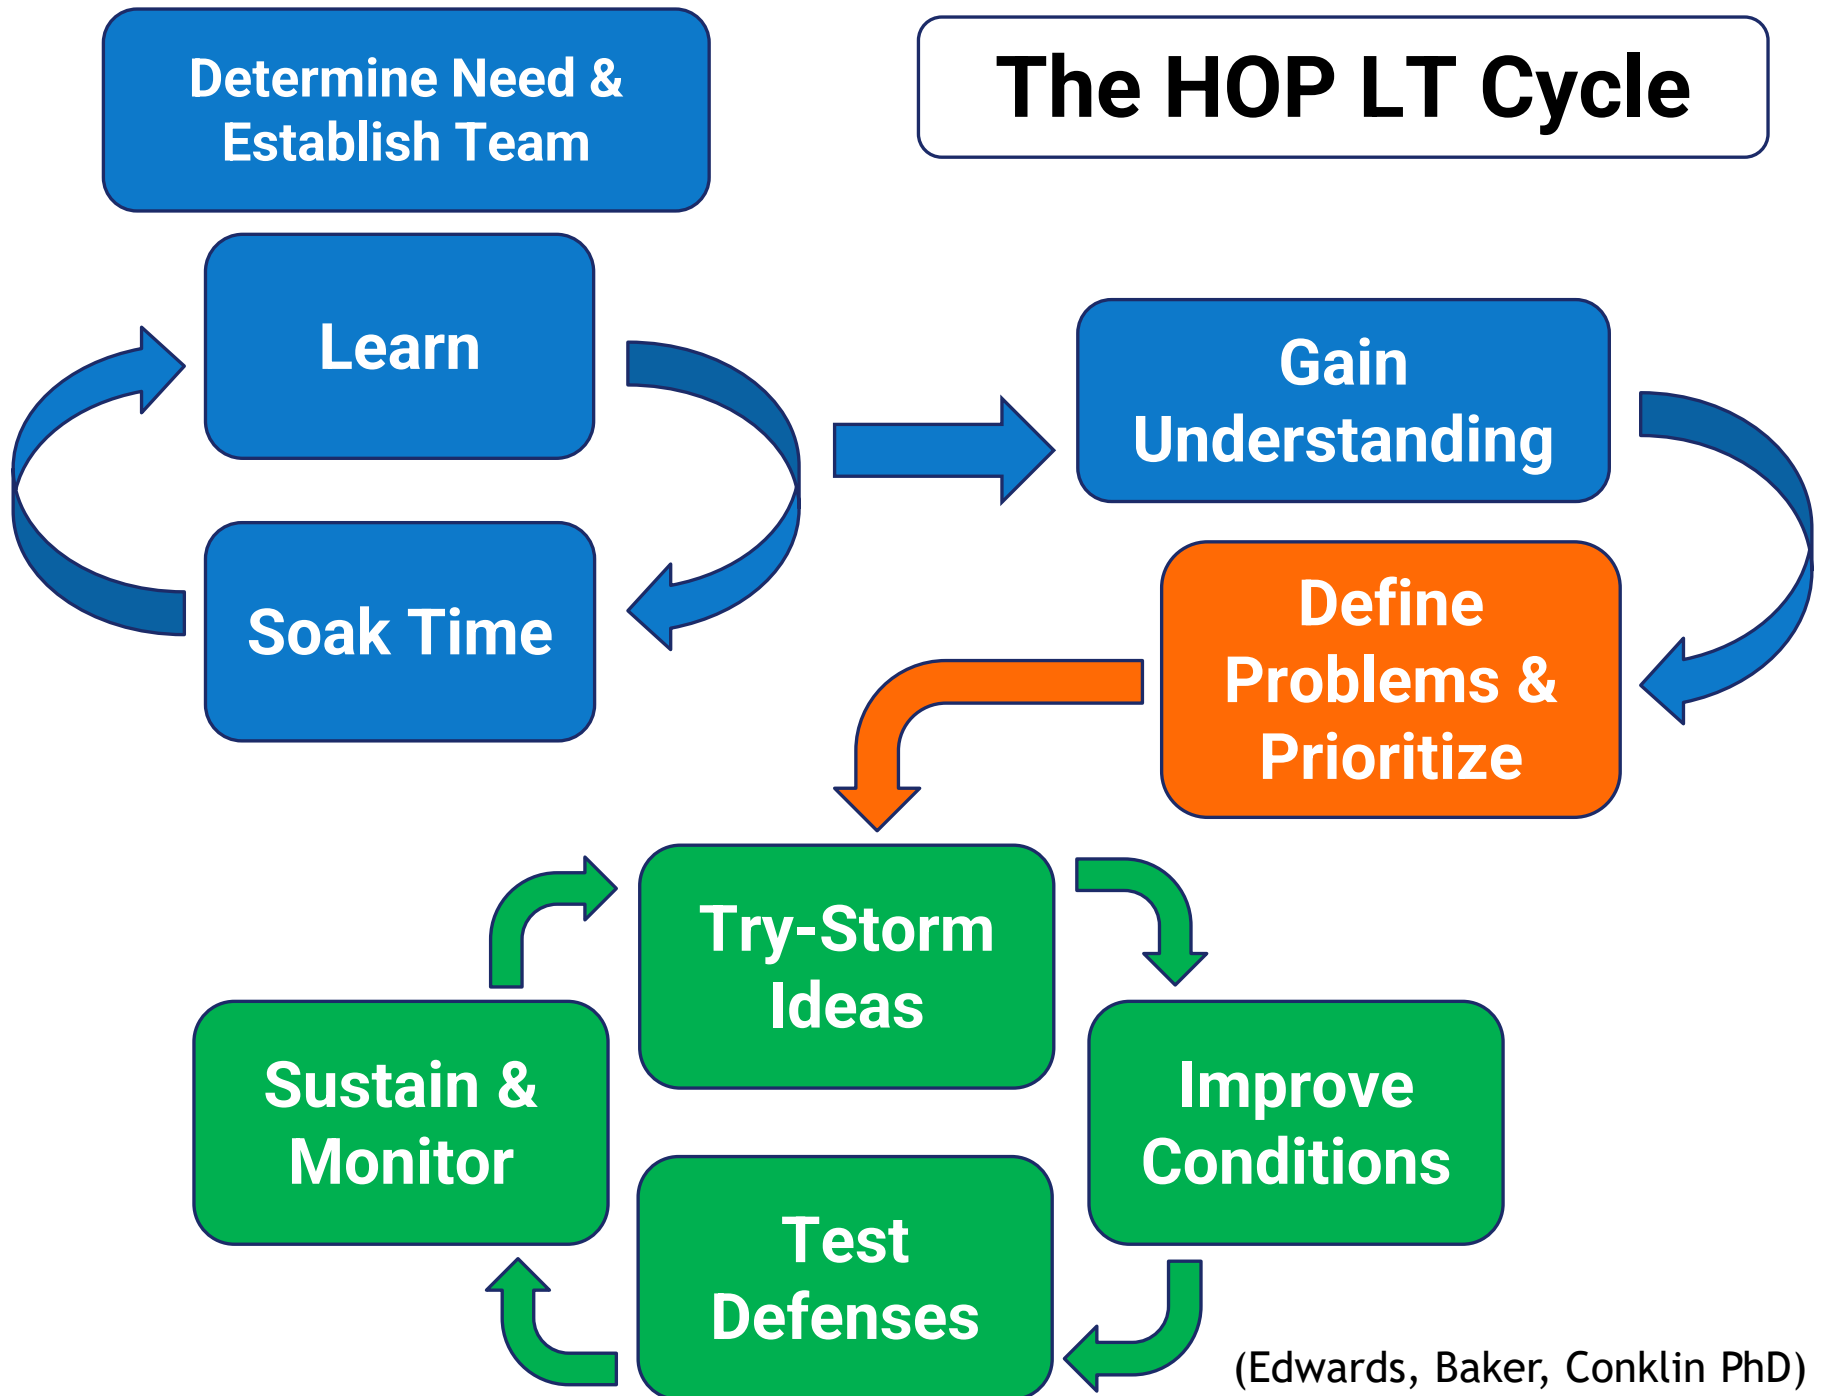 Determine Need &
Establish Team
The HOP LT Cycle
Learn
Soak Time
Gain
Understanding
Define
Problems &
Prioritize
Try-Storm
Ideas
Improve
Conditions
Test
Defenses
Sustain &
Monitor
(Edwards, Baker, Conklin PhD)